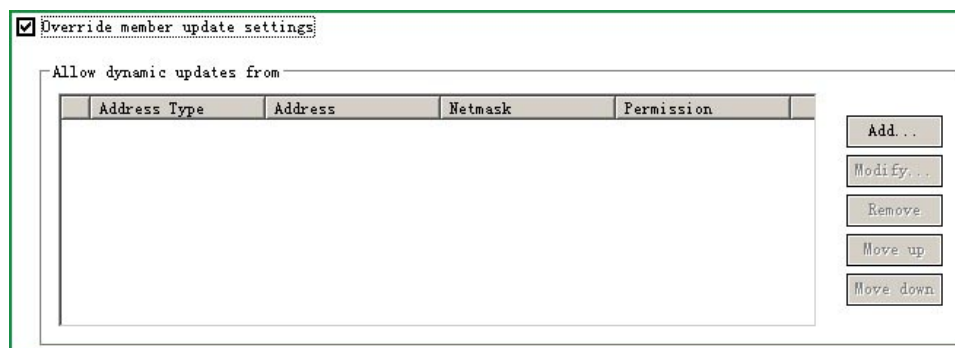 Override member update settings
Allow dynamic updates from
Address Type Address Netmask Permission
Add...
Modify...
Remove
Move up
Move down